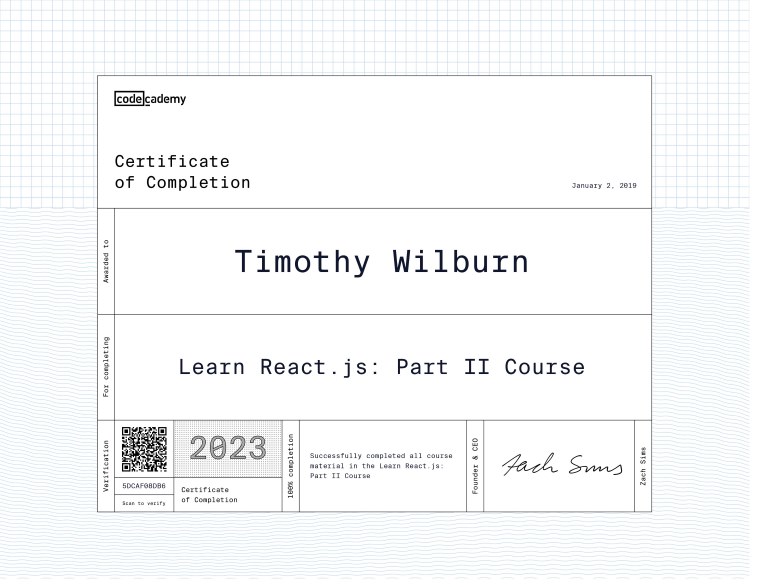 codecademy
Certificate
of Completion
January 2, 2019
Awarded to
Timothy Wilburn
For completing
Learn React.js: Part II Course
Verification
5DCAF08DB6
Scan to verify
2023
Certificate
of Completion
100% completion
Successfully completed all course
material in the Learn React.js:
Part II Course
Founder & CEO
Zach Sims
Zach Sims